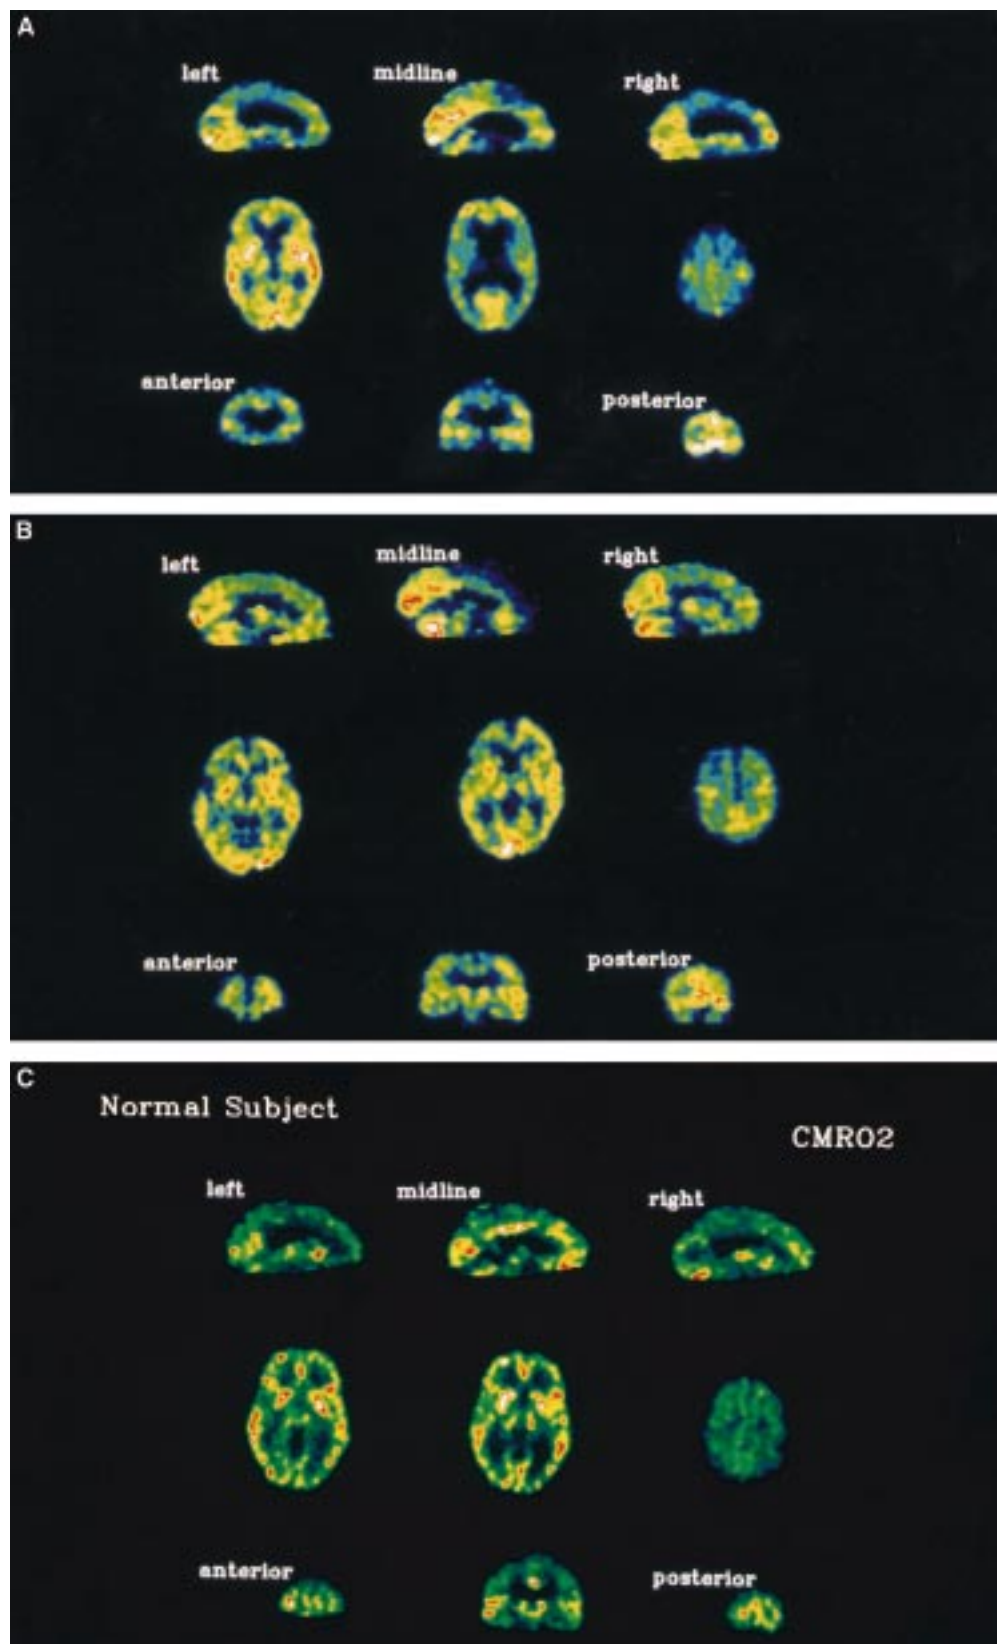 A
left midline right
anterior posterior
B
left midline right
anterior posterior
C
Normal Subject
CMRO2
left midline right
anterior posterior